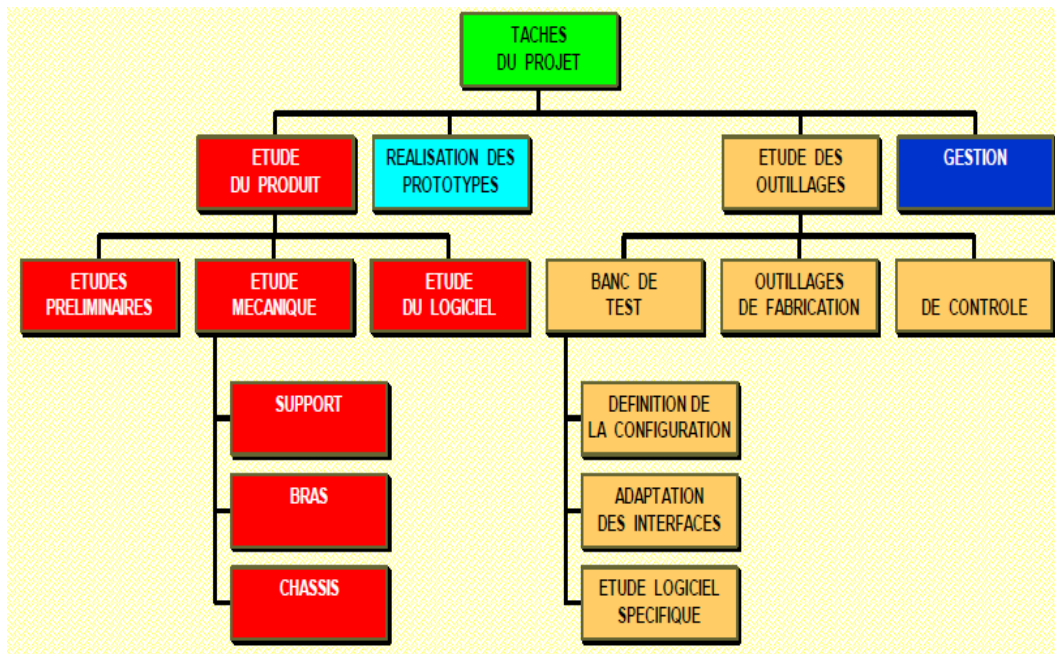 TACHES
DU PROJET
ETUDE
DU PRODUIT
REALISATION DES
PROTOTYPES
ETUDE DES
OUTILLAGES
GESTION
ETUDES
PRELIMINAIRES
ETUDE
MECANIQUE
ETUDE
DU LOGICIEL
BANC DE
TEST
OUTILLAGES
DE FABRICATION
DE CONTROLE
SUPPORT
BRAS
CHASSIS
DEFINITION DE
LA CONFIGURATION
ADAPTATION
DES INTERFACES
ETUDE LOGICIEL
SPECIFIQUE